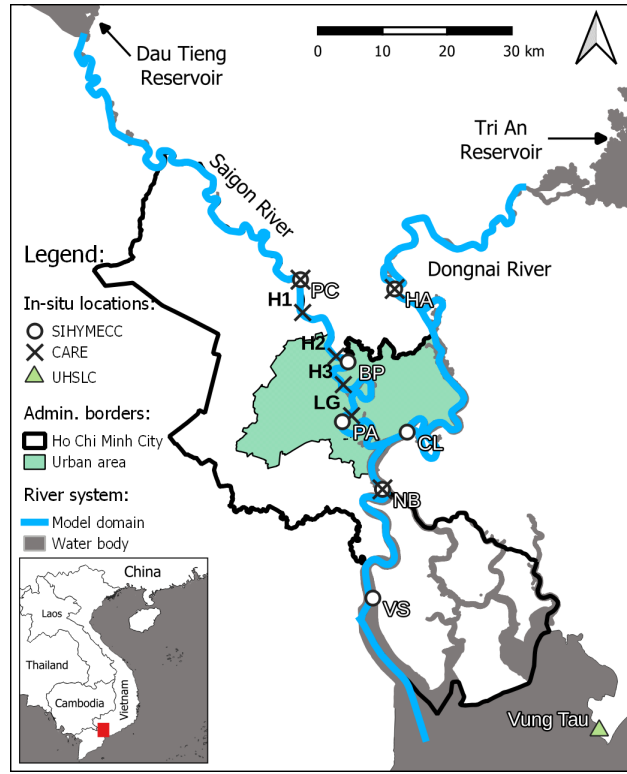 0 10 20 30 km
Dau Tieng
Reservoir
Tri An
Reservoir
Saigon River
Dongnai River
Legend:
In-situ locations:
SIHYMECC
CARE
UHSLC
Admin. borders:
Ho Chi Minh City
Urban area
River system:
Model domain
Water body
PC
HA
H1
H2
BP
H3
LG
PA
CL
NB
VS
Vung Tau
China
Laos
Thailand
Cambodia
Vietnam